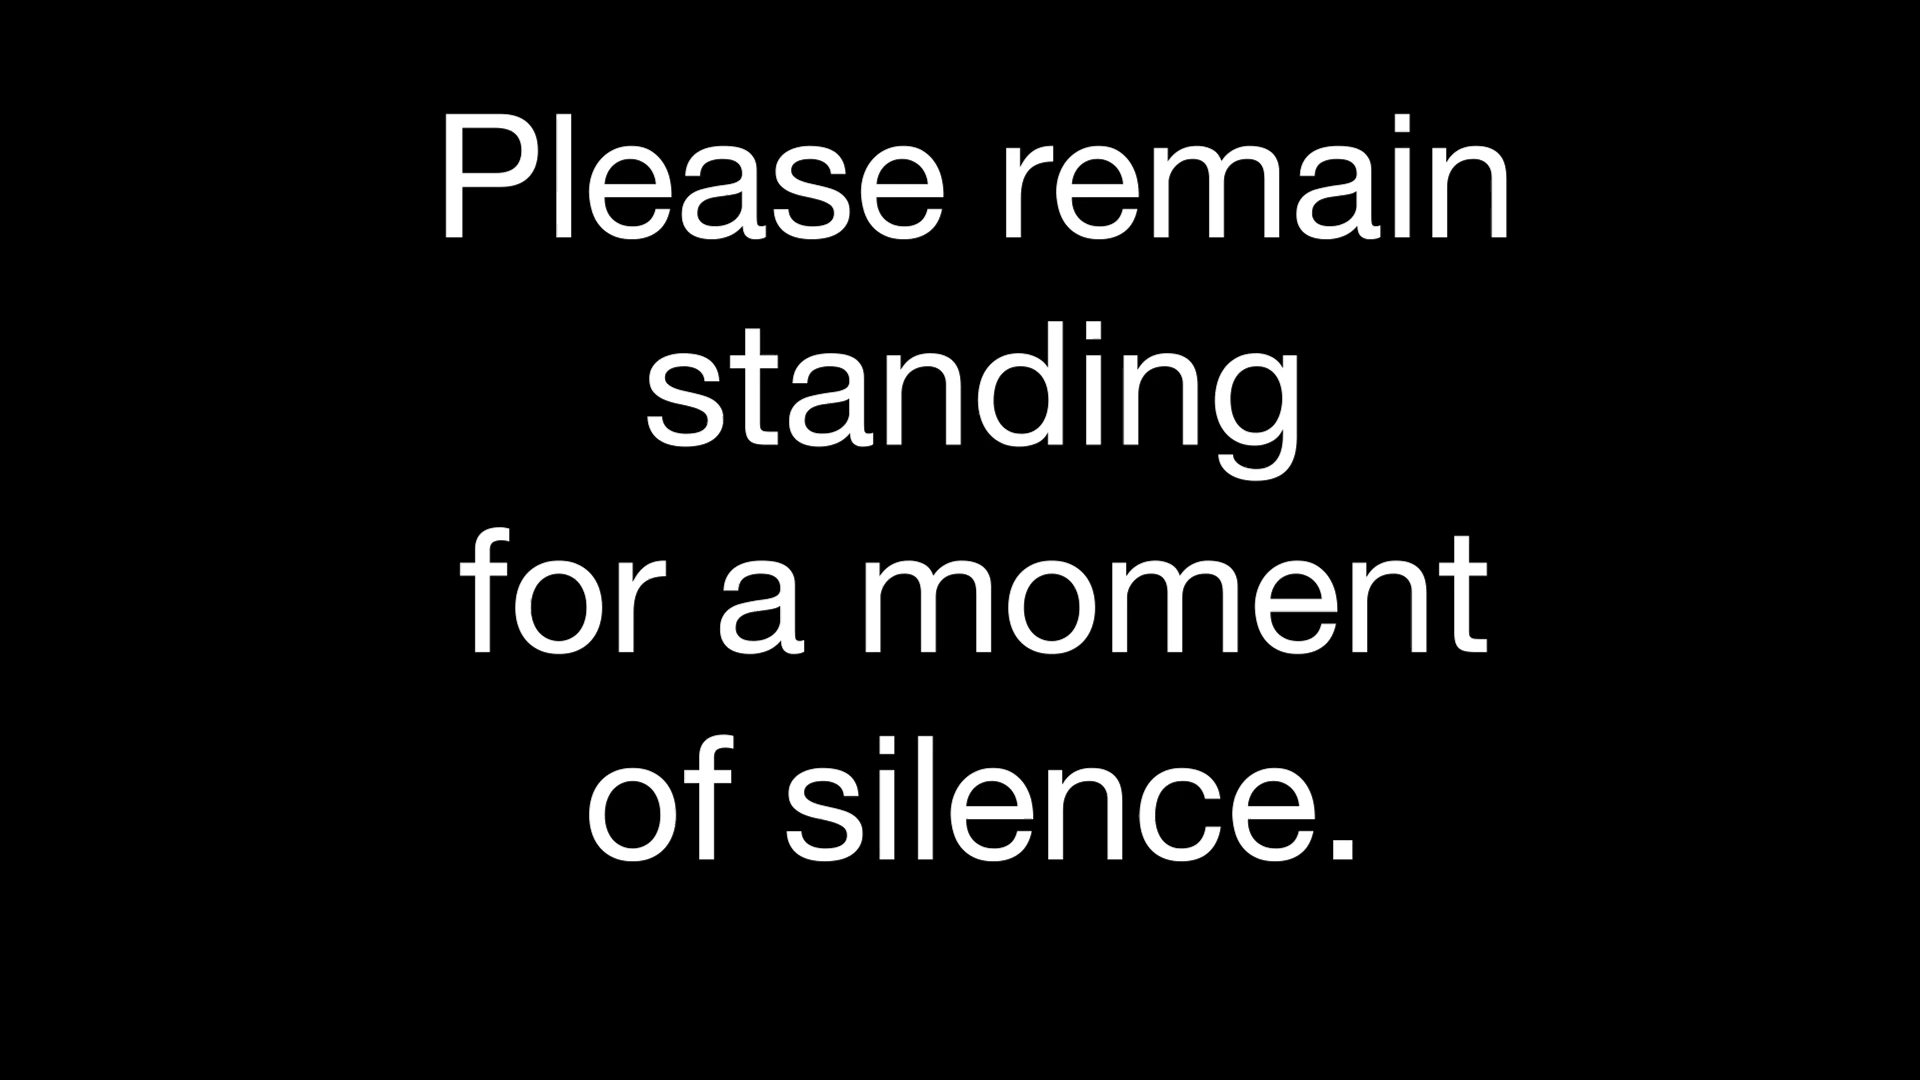 Please remain
standing
for a moment
of silence.